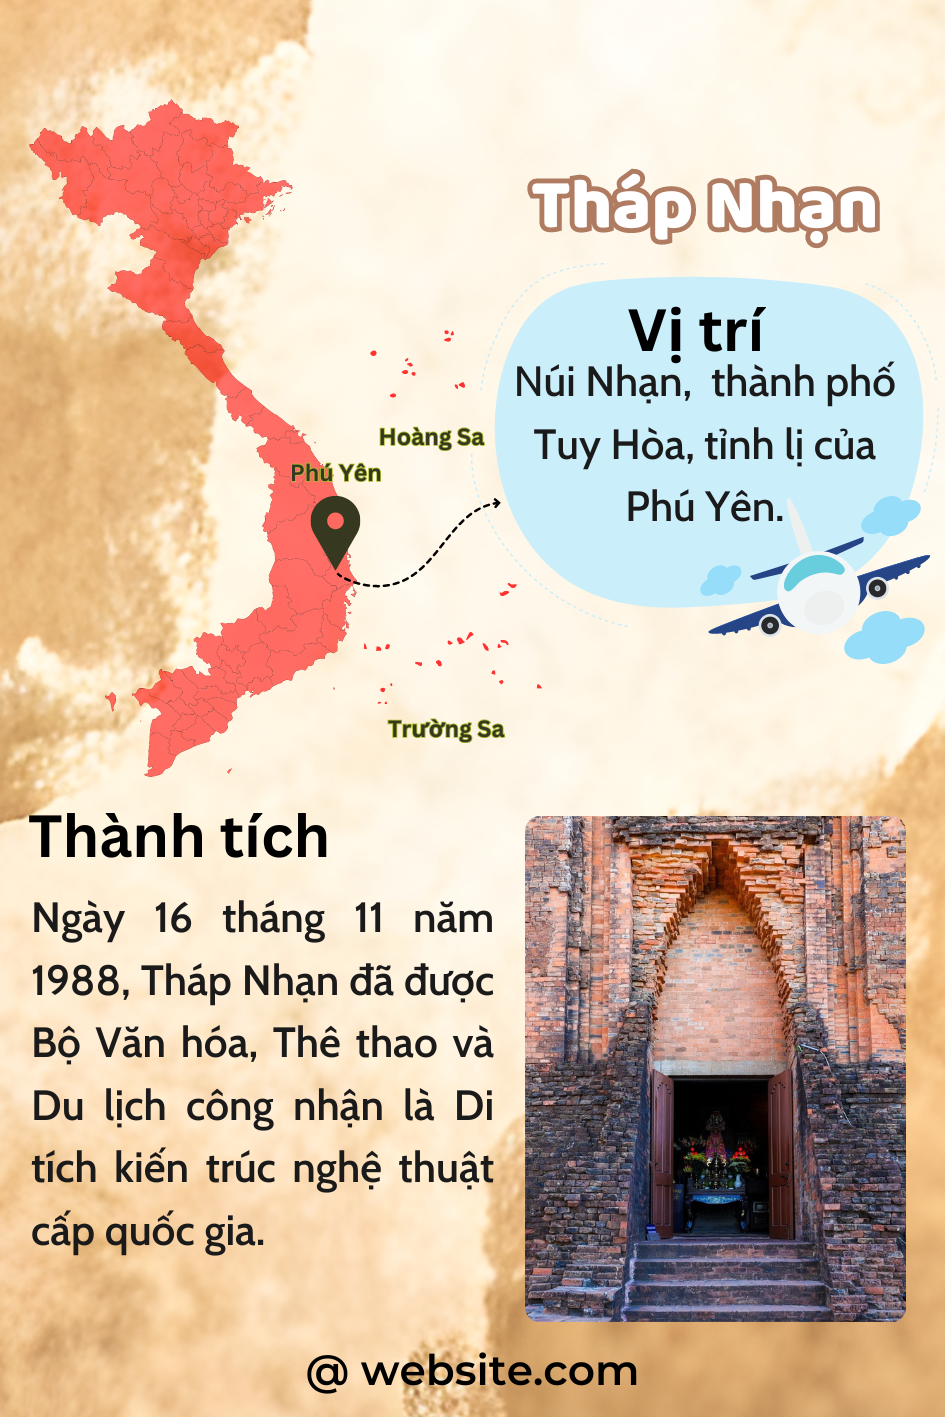 Tháp Nhạn
Vị trí
Núi Nhạn, thành phố
Tuy Hòa, tỉnh lị của
Phú Yên.
Hoàng Sa
Phú Yên
Trường Sa
Thành tích
Ngày 16 tháng 11 năm
1988, Tháp Nhạn đã được
Bộ Văn hóa, Thê thao và
Du lịch công nhận là Di
tích kiến trúc nghệ thuật
cấp quốc gia.
@ website.com